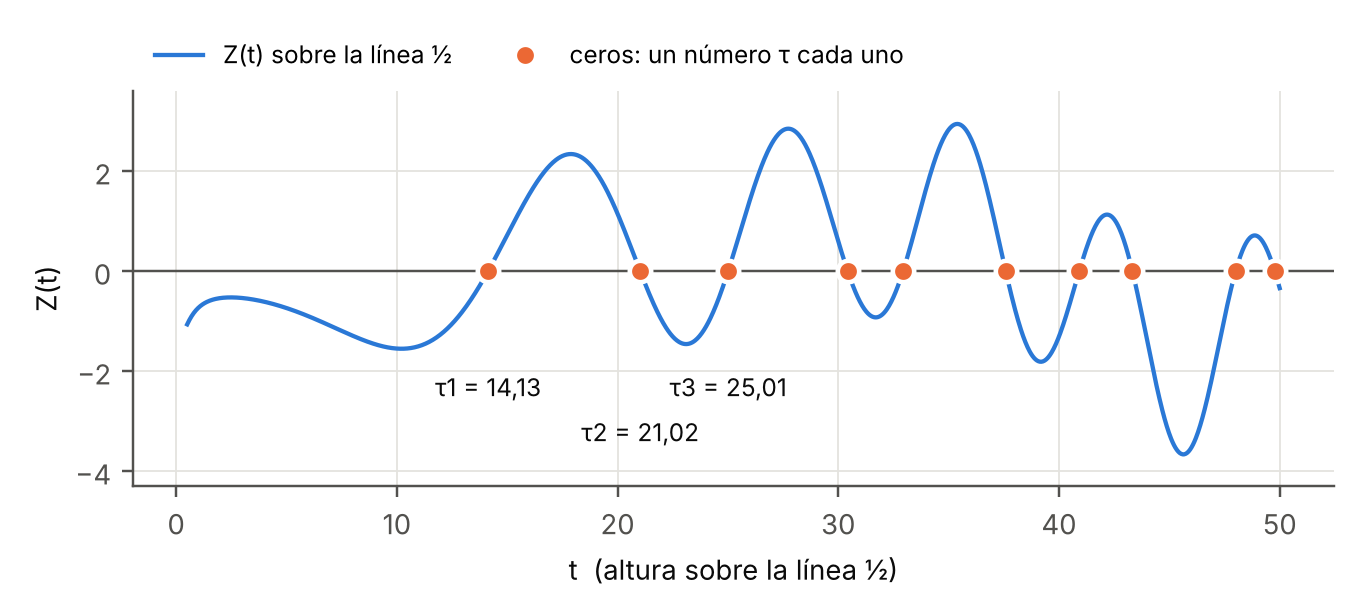 Z(t) sobre la línea ½
ceros: un número τ cada uno
Z(t)
2
0
−2
−4
τ1 = 14,13
τ3 = 25,01
τ2 = 21,02
0 10 20 30 40 50
t (altura sobre la línea ½)